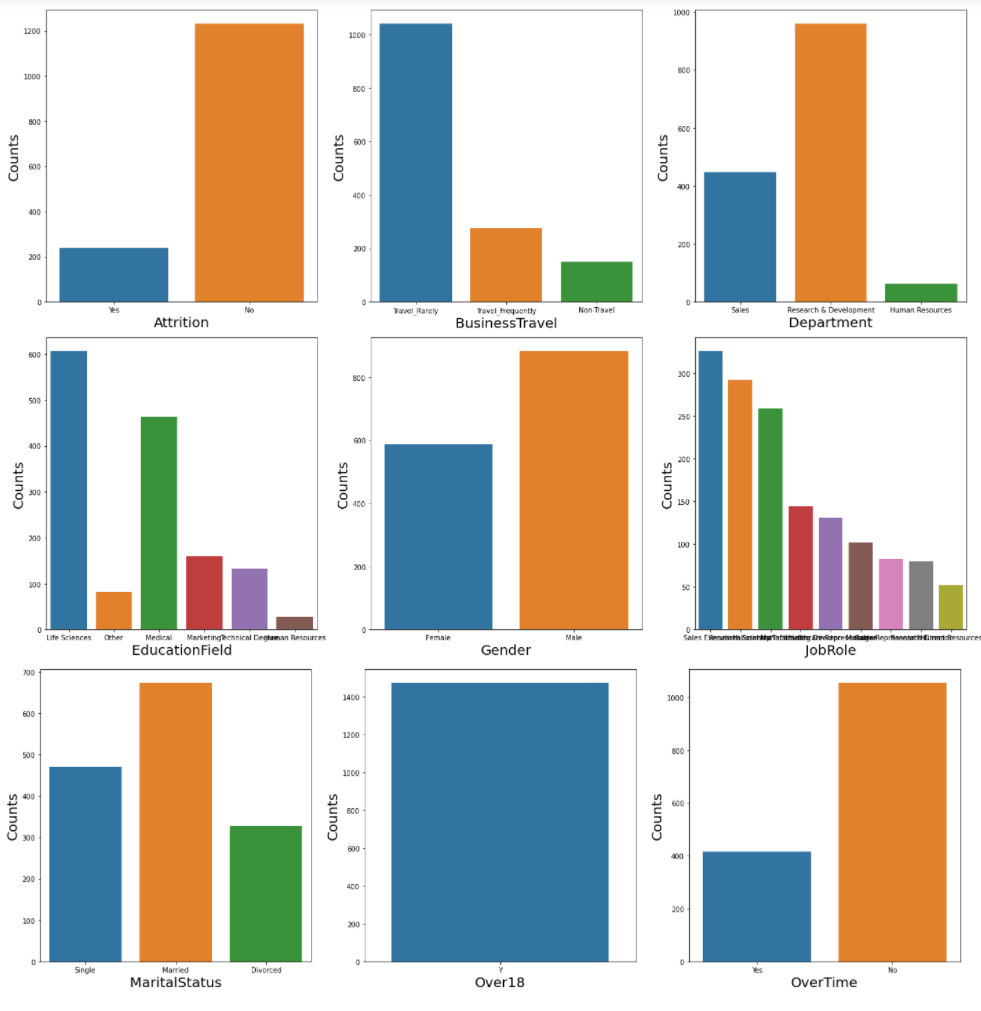 Counts
1200
1000
800
600
400
200
0
Yes No
Attrition
Counts
1000
800
600
400
200
0
Travel_Rarely Travel_Frequently Non-Travel
BusinessTravel
Counts
1000
800
600
400
200
0
Sales Research & Development Human Resources
Department
Counts
600
500
400
300
200
100
0
Life Sciences Other Medical Marketing Technical Degree Human Resources
EducationField
Counts
800
600
400
200
0
Female Male
Gender
Counts
300
250
200
150
100
50
0
Sales
JobRole
Counts
700
600
500
400
300
200
100
0
Single Married Divorced
MaritalStatus
Counts
1400
1200
1000
800
600
400
200
0
Y
Over18
Counts
1000
800
600
400
200
0
Yes No
OverTime